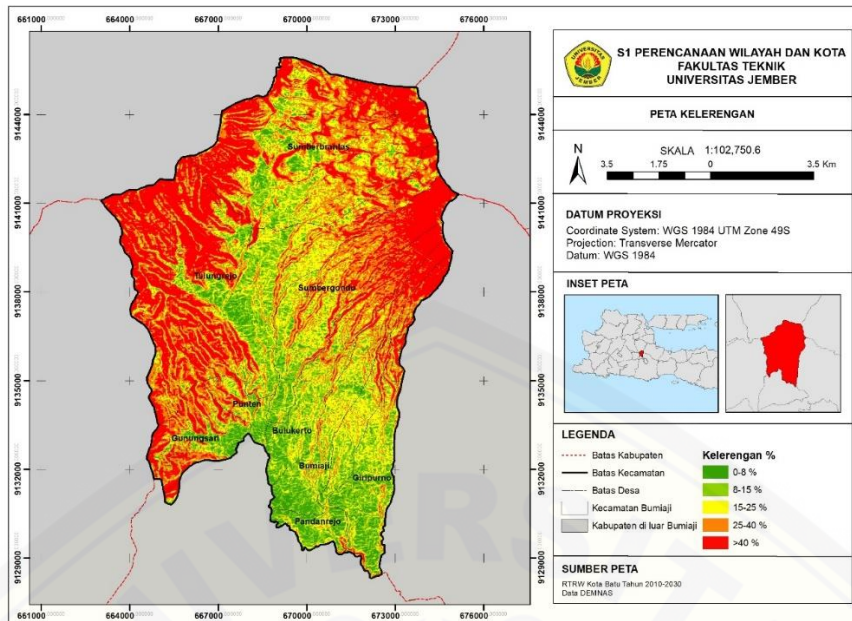 661000 664000 667000 670000 673000 676000
9144000
9141000
9138000
9135000
9132000
9129000
Sumberbrantas
Tulungrejo
Sumbergondo
Punten
Gunungsari
Bulukerto
Bumiaji
Giripurno
Pandanrejo
9144000
9141000
9138000
9135000
9132000
9129000
661000 664000 667000 670000 673000 676000
UNIVERSITAS
JEMBER
S1 PERENCANAAN WILAYAH DAN KOTA
FAKULTAS TEKNIK
UNIVERSITAS JEMBER
PETA KELERENGAN
N
SKALA 1:102,750.6
3.5 1.75 0 3.5 Km
DATUM PROYEKSI
Coordinate System: WGS 1984 UTM Zone 49S
Projection: Transverse Mercator
Datum: WGS 1984
INSET PETA
LEGENDA
Batas Kabupaten
Batas Kecamatan
Batas Desa
Kecamatan Bumiaji
Kabupaten di luar Bumiaji
Kelerengan %
0-8 %
8-15 %
15-25 %
25-40 %
>40 %
SUMBER PETA
RTRW Kota Batu Tahun 2010-2030
Data DEMNAS